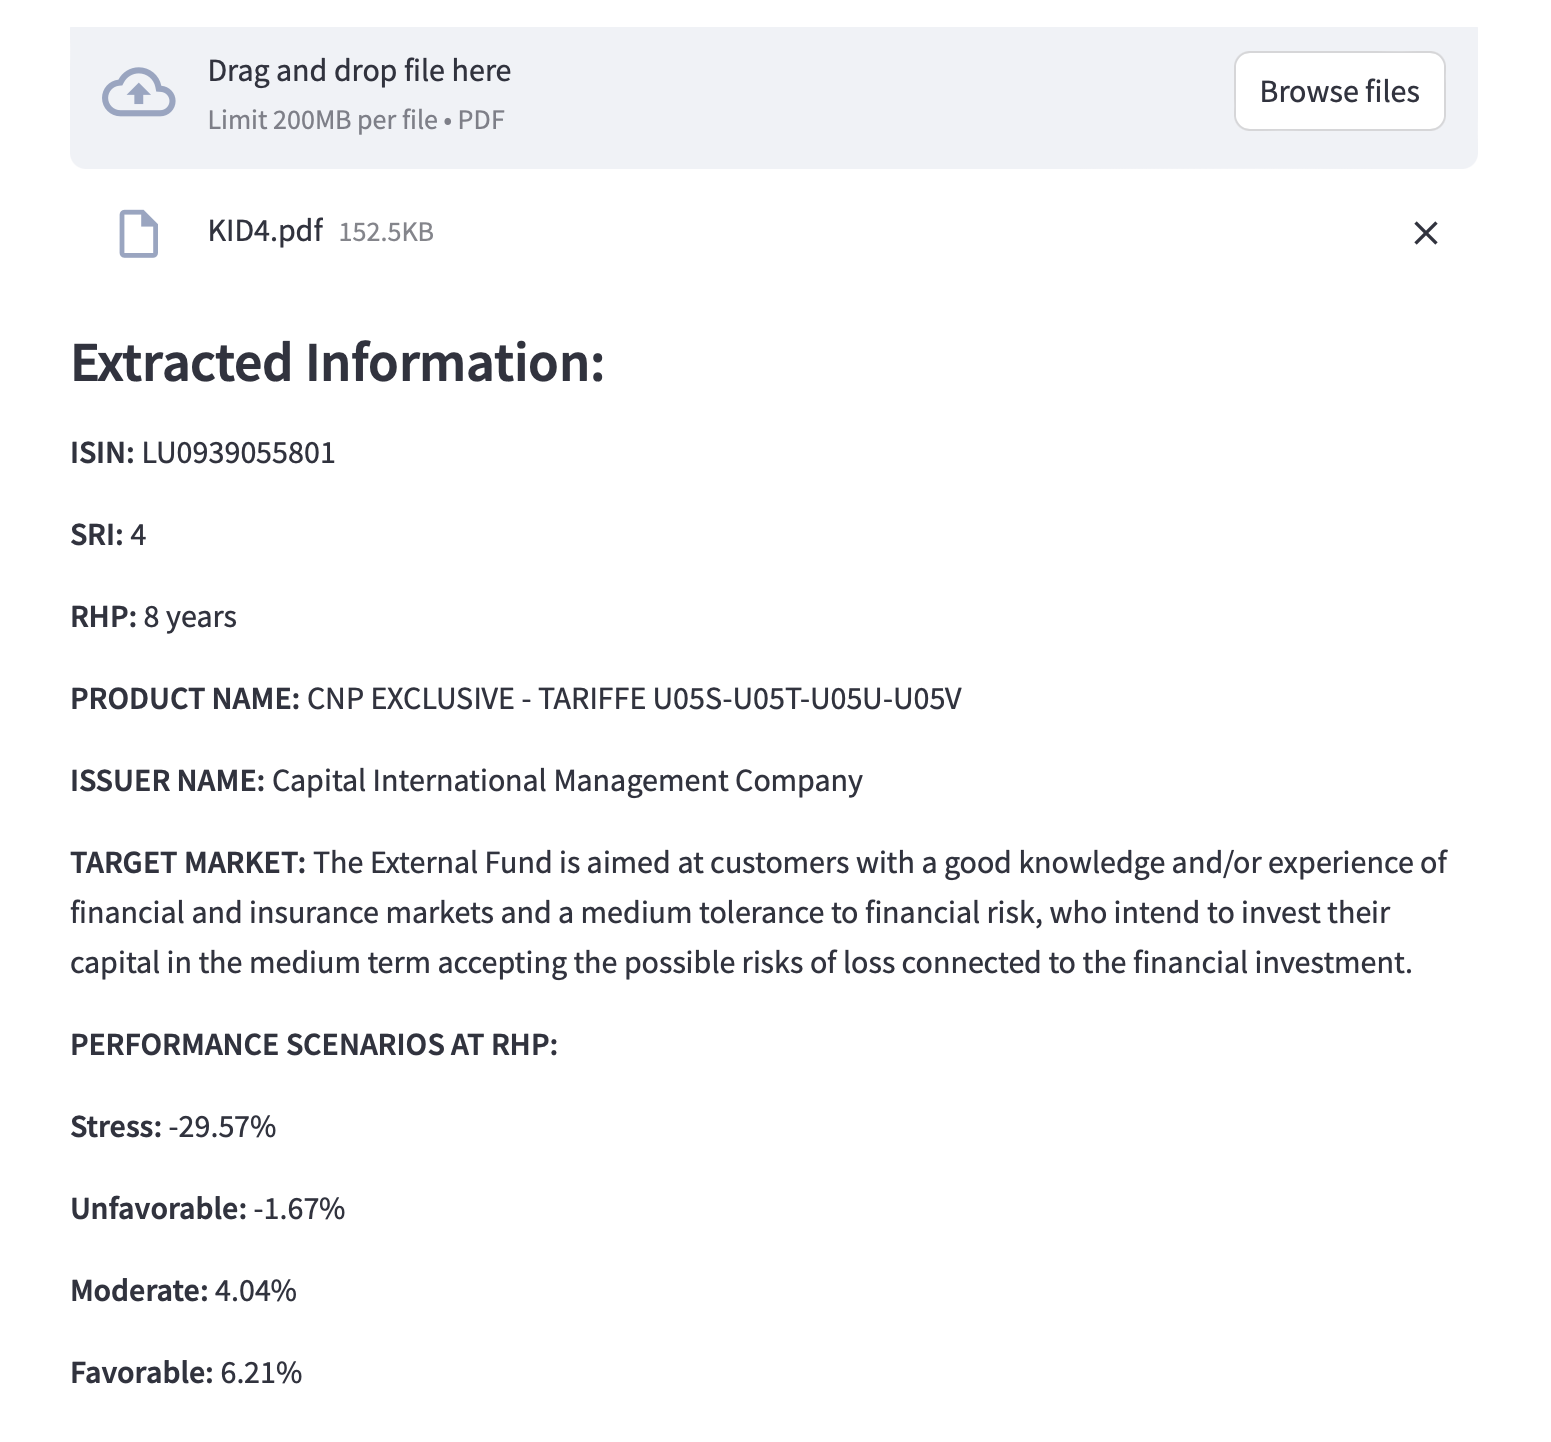 Drag and drop file here
Limit 200MB per file • PDF
Browse files
KID4.pdf 152.5KB
Extracted Information:
ISIN: LU0939055801
SRI: 4
RHP: 8 years
PRODUCT NAME: CNP EXCLUSIVE - TARIFFE U05S-U05T-U05U-U05V
ISSUER NAME: Capital International Management Company
TARGET MARKET: The External Fund is aimed at customers with a good knowledge and/or experience of
financial and insurance markets and a medium tolerance to financial risk, who intend to invest their
capital in the medium term accepting the possible risks of loss connected to the financial investment.
PERFORMANCE SCENARIOS AT RHP:
Stress: -29.57%
Unfavorable: -1.67%
Moderate: 4.04%
Favorable: 6.21%